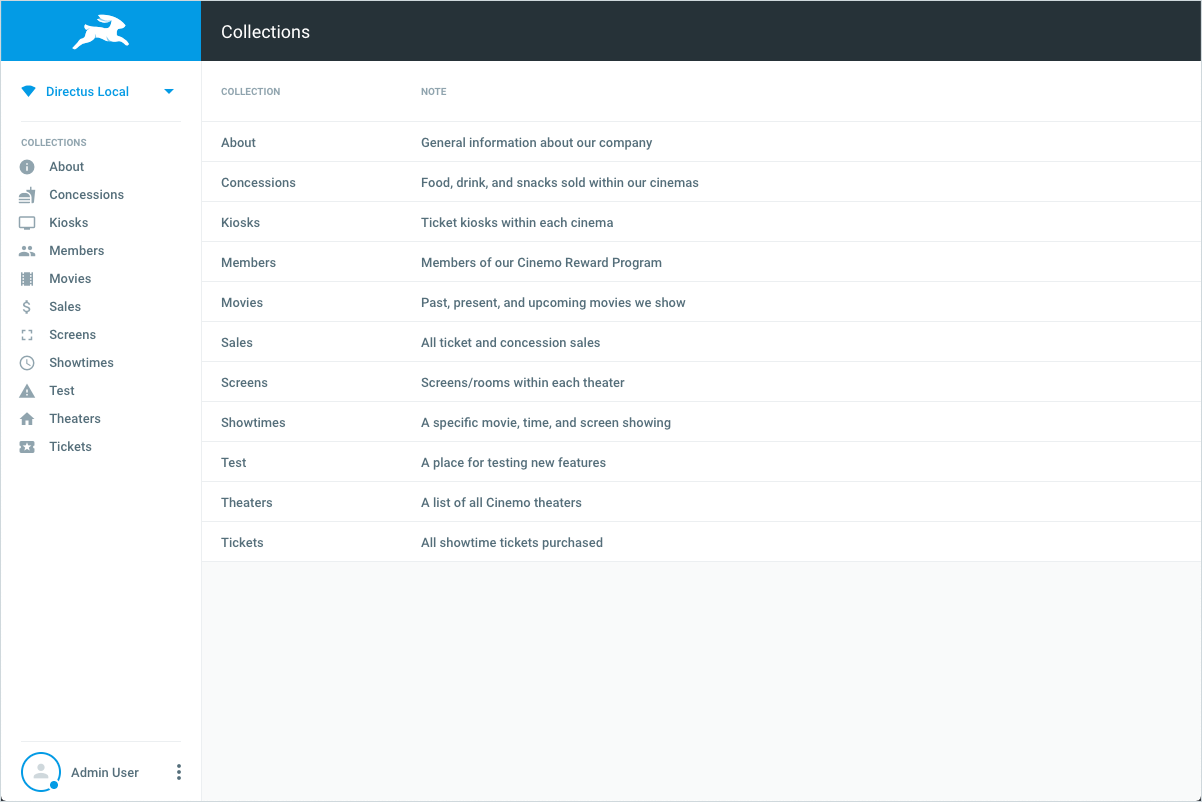 Collections
Directus Local
COLLECTIONS
About
Concessions
Kiosks
Members
Movies
Sales
Screens
Showtimes
Test
Theaters
Tickets
Admin User
COLLECTION NOTE
About General information about our company
Concessions Food, drink, and snacks sold within our cinemas
Kiosks Ticket kiosks within each cinema
Members Members of our Cinemo Reward Program
Movies Past, present, and upcoming movies we show
Sales All ticket and concession sales
Screens Screens/rooms within each theater
Showtimes A specific movie, time, and screen showing
Test A place for testing new features
Theaters A list of all Cinemo theaters
Tickets All showtime tickets purchased